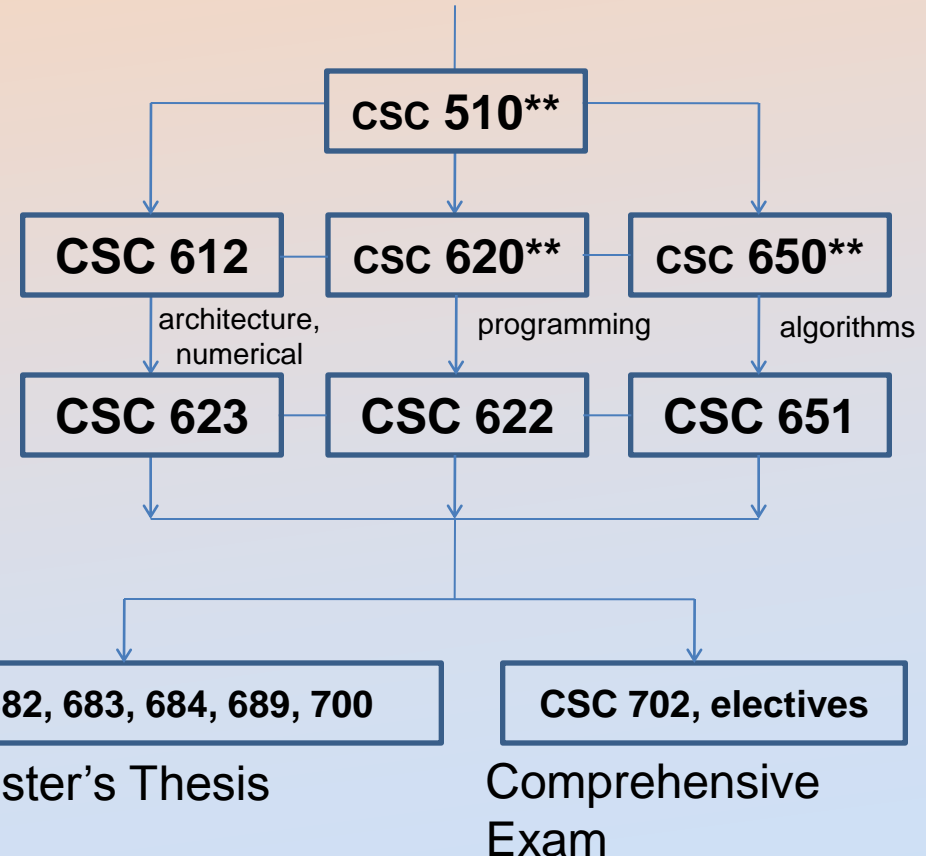 CSC 510**
CSC 612
CSC 620**
CSC 650**
architecture,
numerical
programming
algorithms
CSC 623
CSC 622
CSC 651
82, 683, 684, 689, 700
CSC 702, electives
ster’s Thesis
Comprehensive
Exam